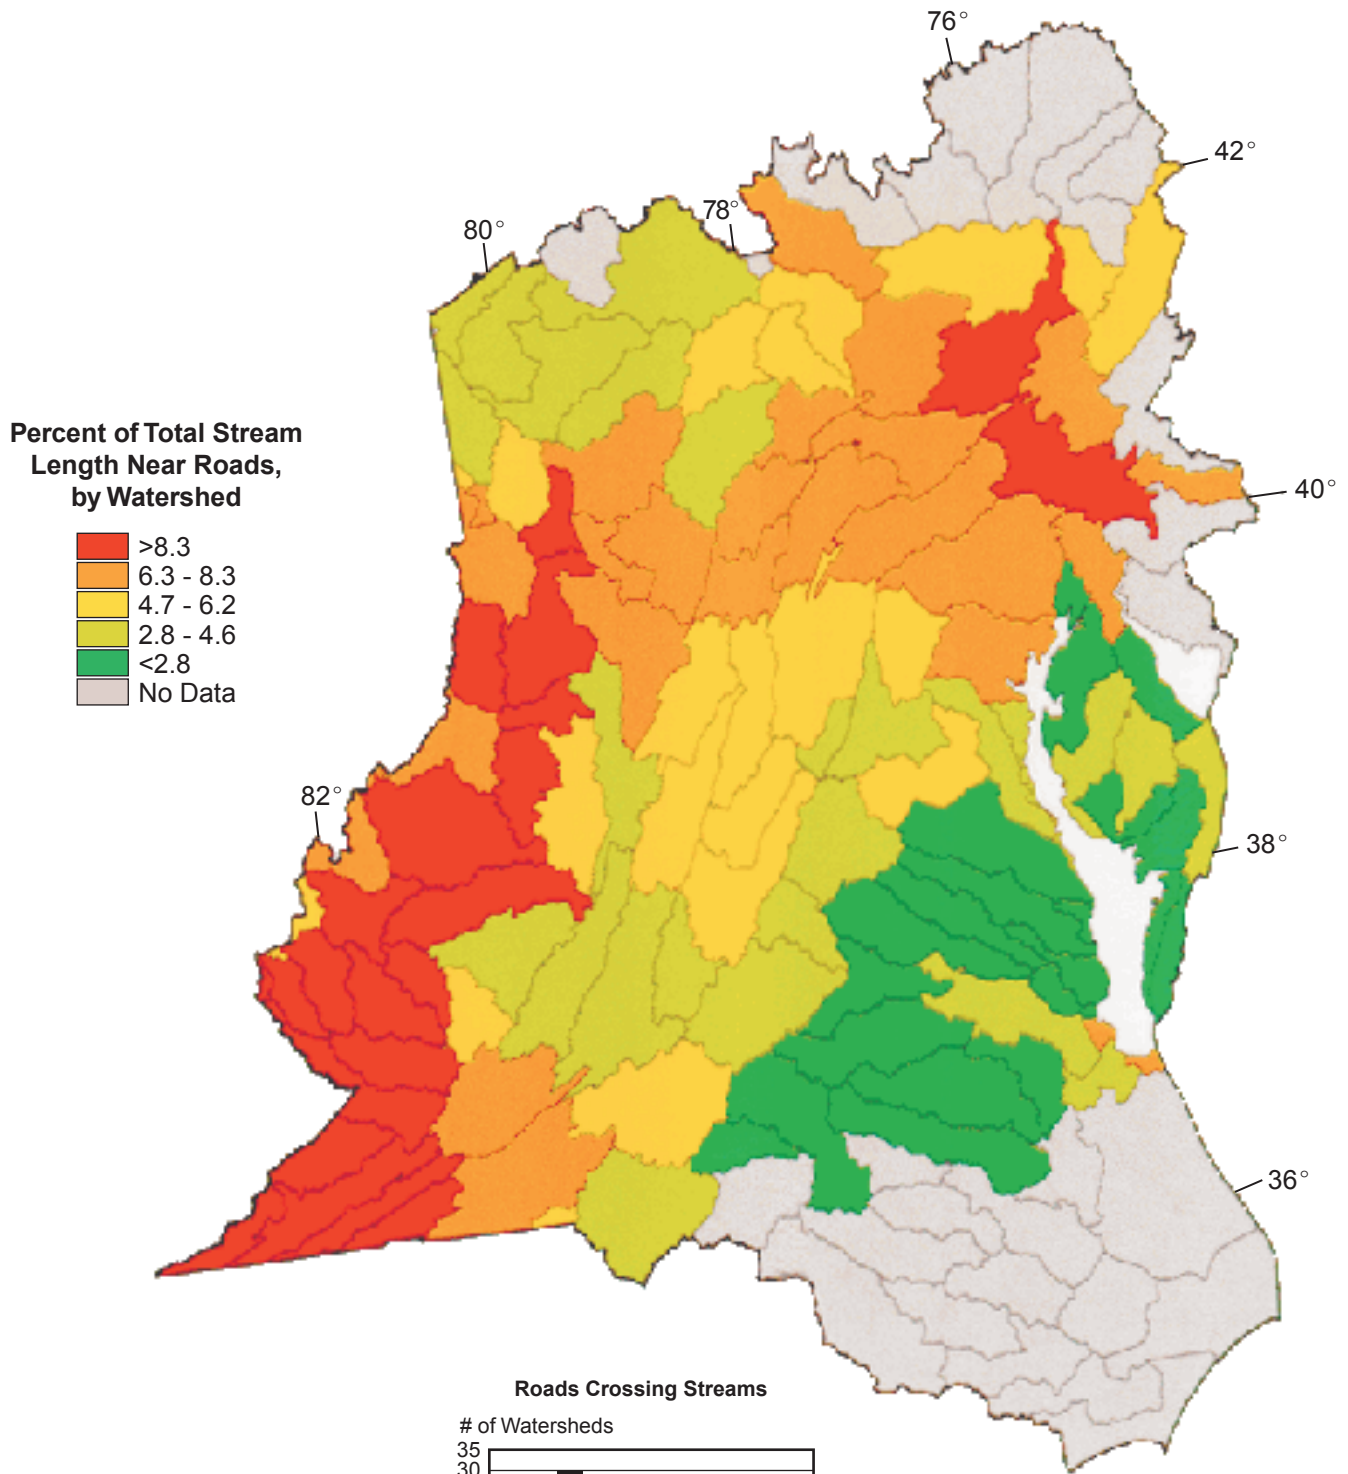 76°
42°
78°
80°
Percent of Total Stream
Length Near Roads,
by Watershed
40°
>8.3
6.3 - 8.3
4.7 - 6.2
2.8 - 4.6
<2.8
No Data
82°
38°
36°
Roads Crossing Streams
# of Watersheds
35
30